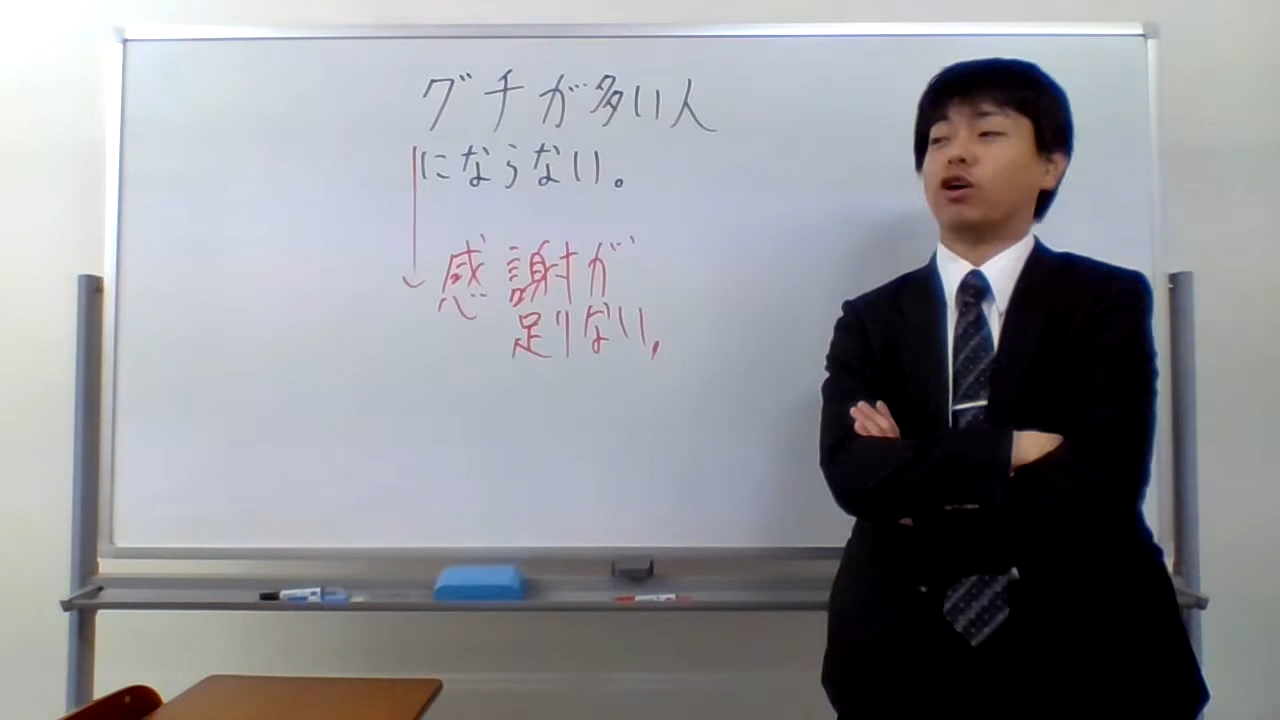 グチが多い人
にならない。
感謝が
足りない。